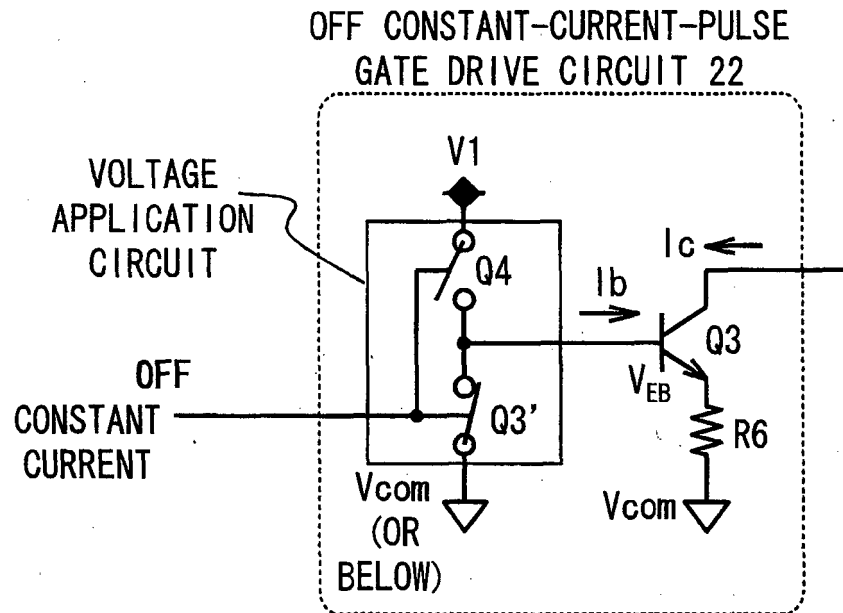 OFF CONSTANT-CURRENT-PULSE
GATE DRIVE CIRCUIT 22
V1
VOLTAGE
APPLICATION
CIRCUIT
Q4
Ib
Ic
Q3
VEB
OFF
CONSTANT
CURRENT
Q3'
R6
Vcom
(OR
BELOW)
Vcom